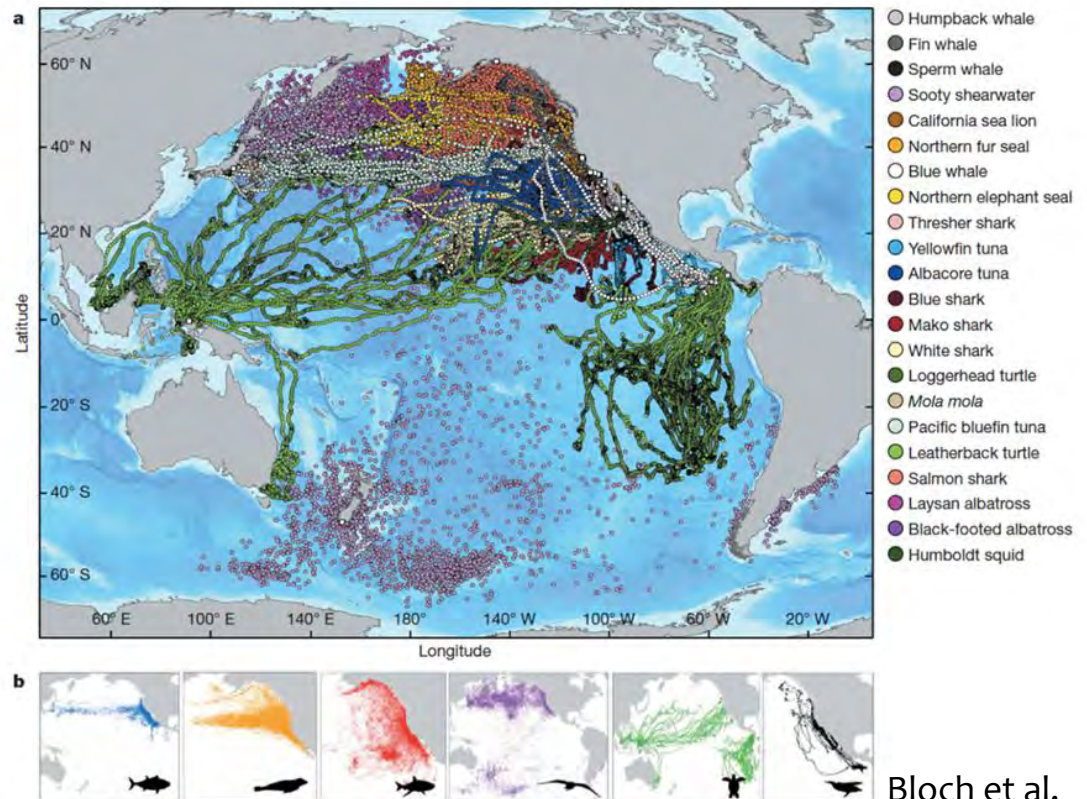 a
60° N
40° N
20° N
0°
20° S
40° S
60° S
Latitude
60° E 100° E 140 E 180° 140° W 100° W 60° W 20° W
Longitude
Humpback whale
Fin whale
Sperm whale
Sooty shearwater
California sea lion
Northern fur seal
Blue whale
Northern elephant seal
Thresher shark
Yellowfin tuna
Albacore tuna
Blue shark
Mako shark
White shark
Loggerhead turtle
Mola mola
Pacific bluefin tuna
Leatherback turtle
Salmon shark
Laysan albatross
Black-footed albatross
Humboldt squid
b
Bloch et al.